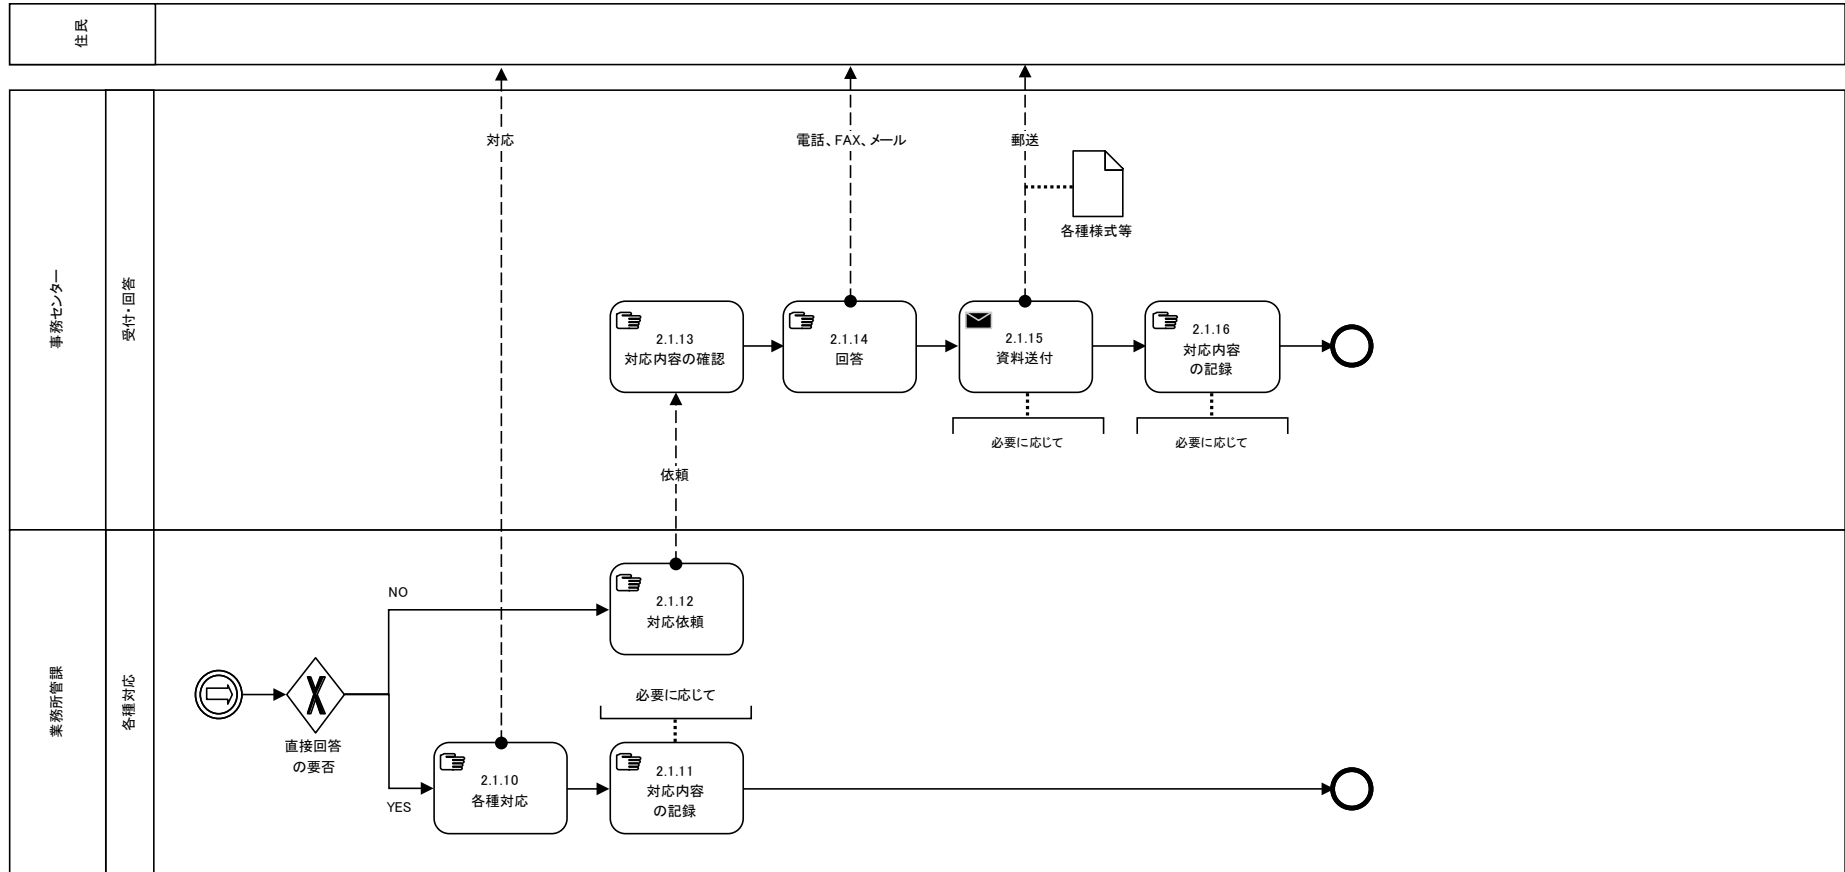 住民
事務センター
受付・回答
対応
電話、FAX、メール
郵送
各種様式等
2.1.13
対応内容の確認
2.1.14
回答
2.1.15
資料送付
2.1.16
対応内容
の記録
必要に応じて
必要に応じて
依頼
業務所管課
各種対応
NO
2.1.12
対応依頼
直接回答
の要否
必要に応じて
YES
2.1.10
各種対応
2.1.11
対応内容
の記録